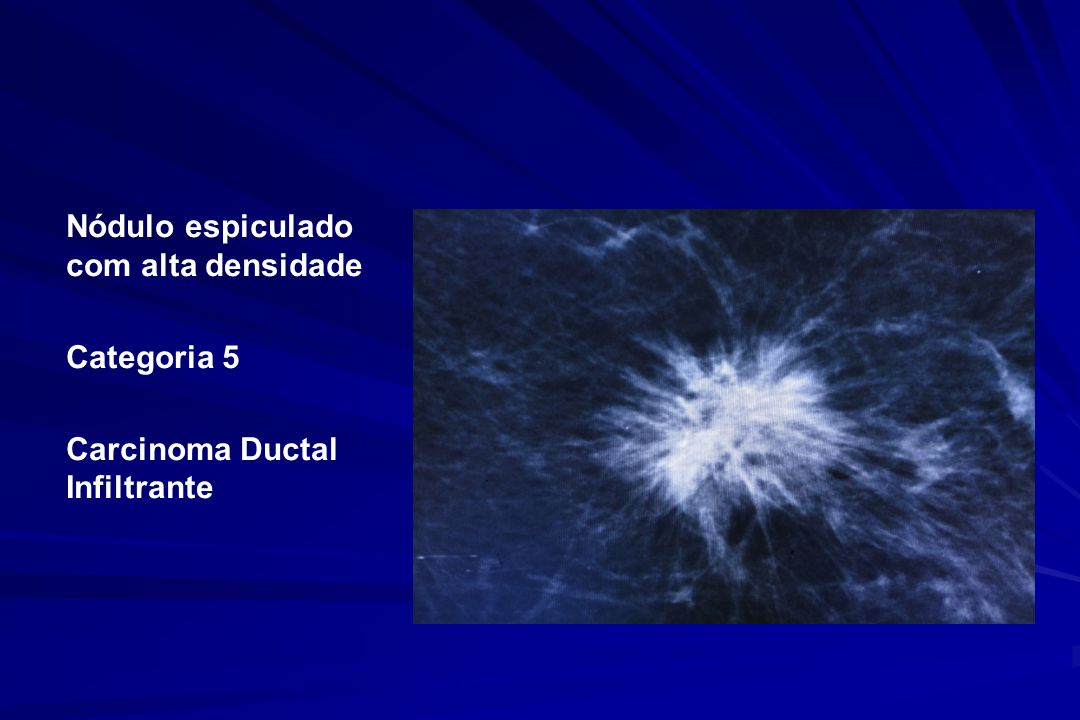 Nódulo espiculado
com alta densidade
Categoria 5
Carcinoma Ductal
Infiltrante